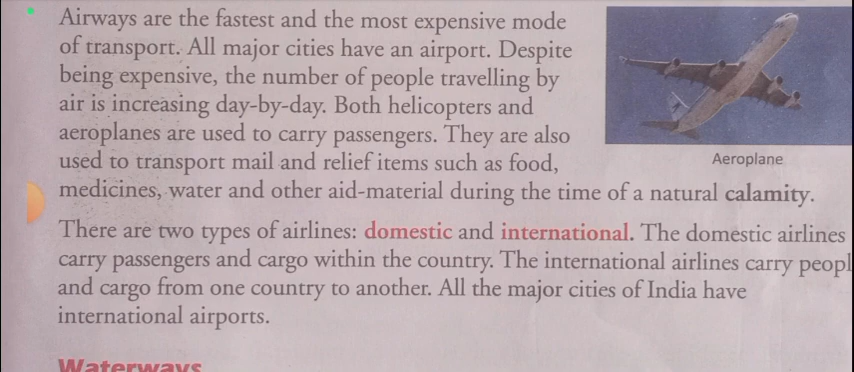 Airways are the fastest and the most expensive mode
of transport. All major cities have an airport. Despite
being expensive, the number of people travelling by
air is increasing day-by-day. Both helicopters and
aeroplanes are used to carry passengers. They are also
used to transport mail and relief items such as food,
Aeroplane
medicines, water and other aid-material during the time of a natural calamity.
There are two types of airlines: domestic and international. The domestic airlines
carry passengers and cargo within the country. The international airlines carry peopl
and cargo from one country to another. All the major cities of India have
international airports.
Waterways